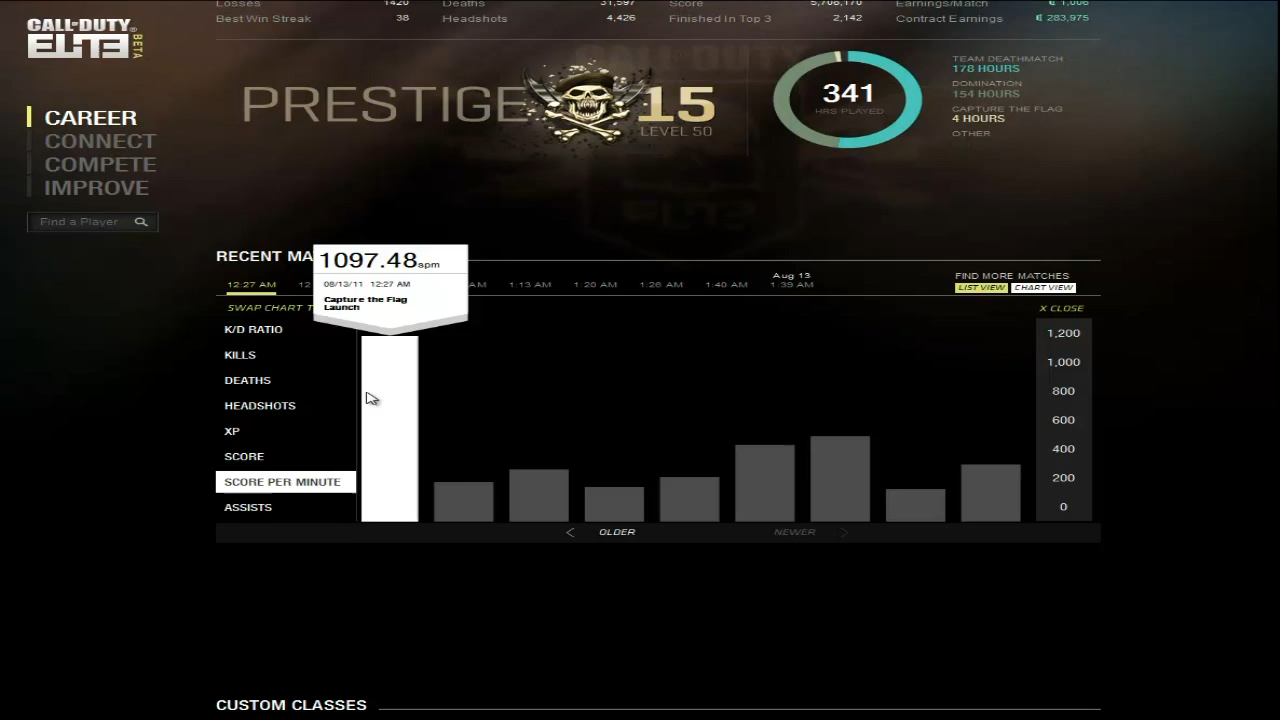 Losses 1420 Deaths 31,597 Score 5,708,170 Earnings/Match 1,006
Best Win Streak 38 Headshots 4,426 Finished In Top 3 2,142 Contract Earnings 283,975
CALL OF DUTY
ELITE BETA
PRESTIGE 15
LEVEL 50
341
HRS PLAYED
TEAM DEATHMATCH
178 HOURS
DOMINATION
154 HOURS
CAPTURE THE FLAG
4 HOURS
OTHER
CAREER
CONNECT
COMPETE
IMPROVE
Find a Player
RECENT MA
1097.48spm
08/13/11 12:27 AM
Capture the Flag
Launch
Aug 13
12:27 AM 12 AM 1:13 AM 1:20 AM 1:26 AM 1:40 AM 1:39 AM
FIND MORE MATCHES
LIST VIEW CHART VIEW
SWAP CHART T
X CLOSE
K/D RATIO
KILLS
DEATHS
HEADSHOTS
XP
SCORE
SCORE PER MINUTE
ASSISTS
1,200
1,000
800
600
400
200
0
< OLDER NEWER >
CUSTOM CLASSES